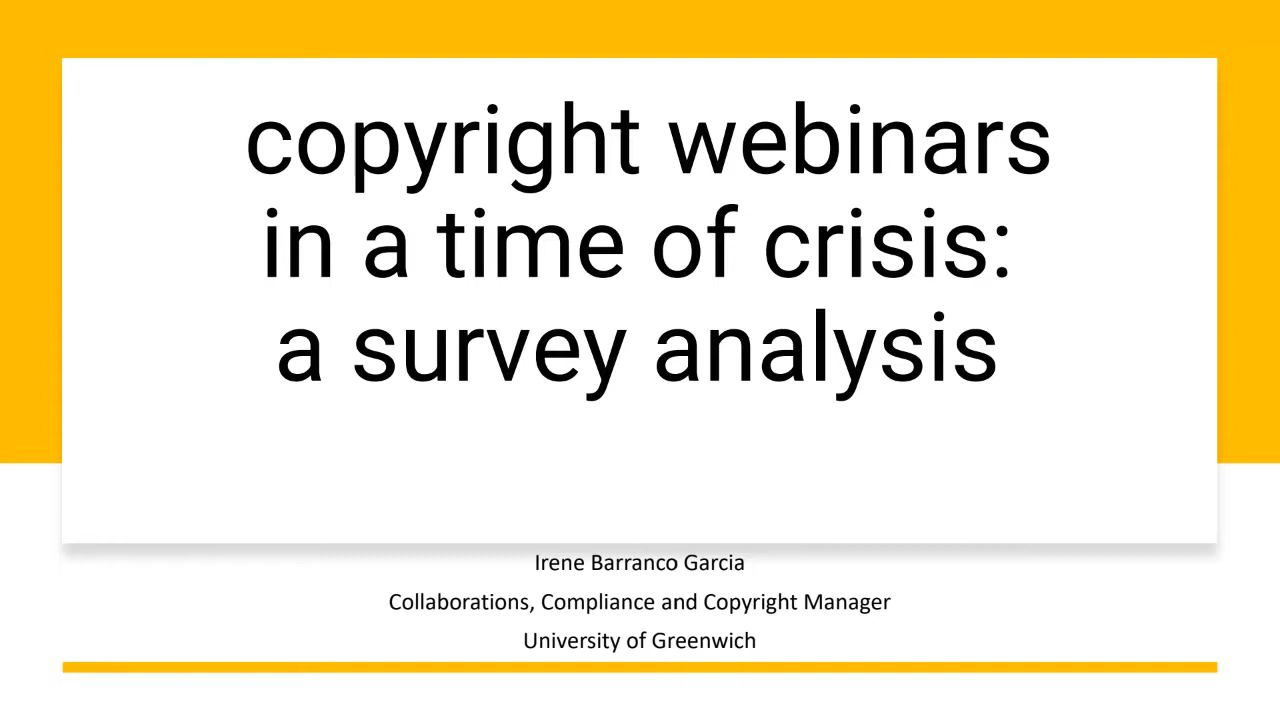 copyright webinars
in a time of crisis:
a survey analysis
Irene Barranco Garcia
Collaborations, Compliance and Copyright Manager
University of Greenwich